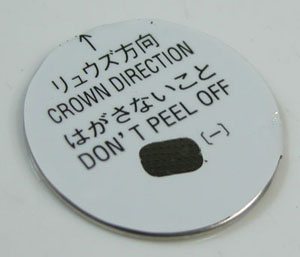 ↑
リュウズ方向
CROWN DIRECTION
はがさないこと
DON'T PEEL OFF
(−)